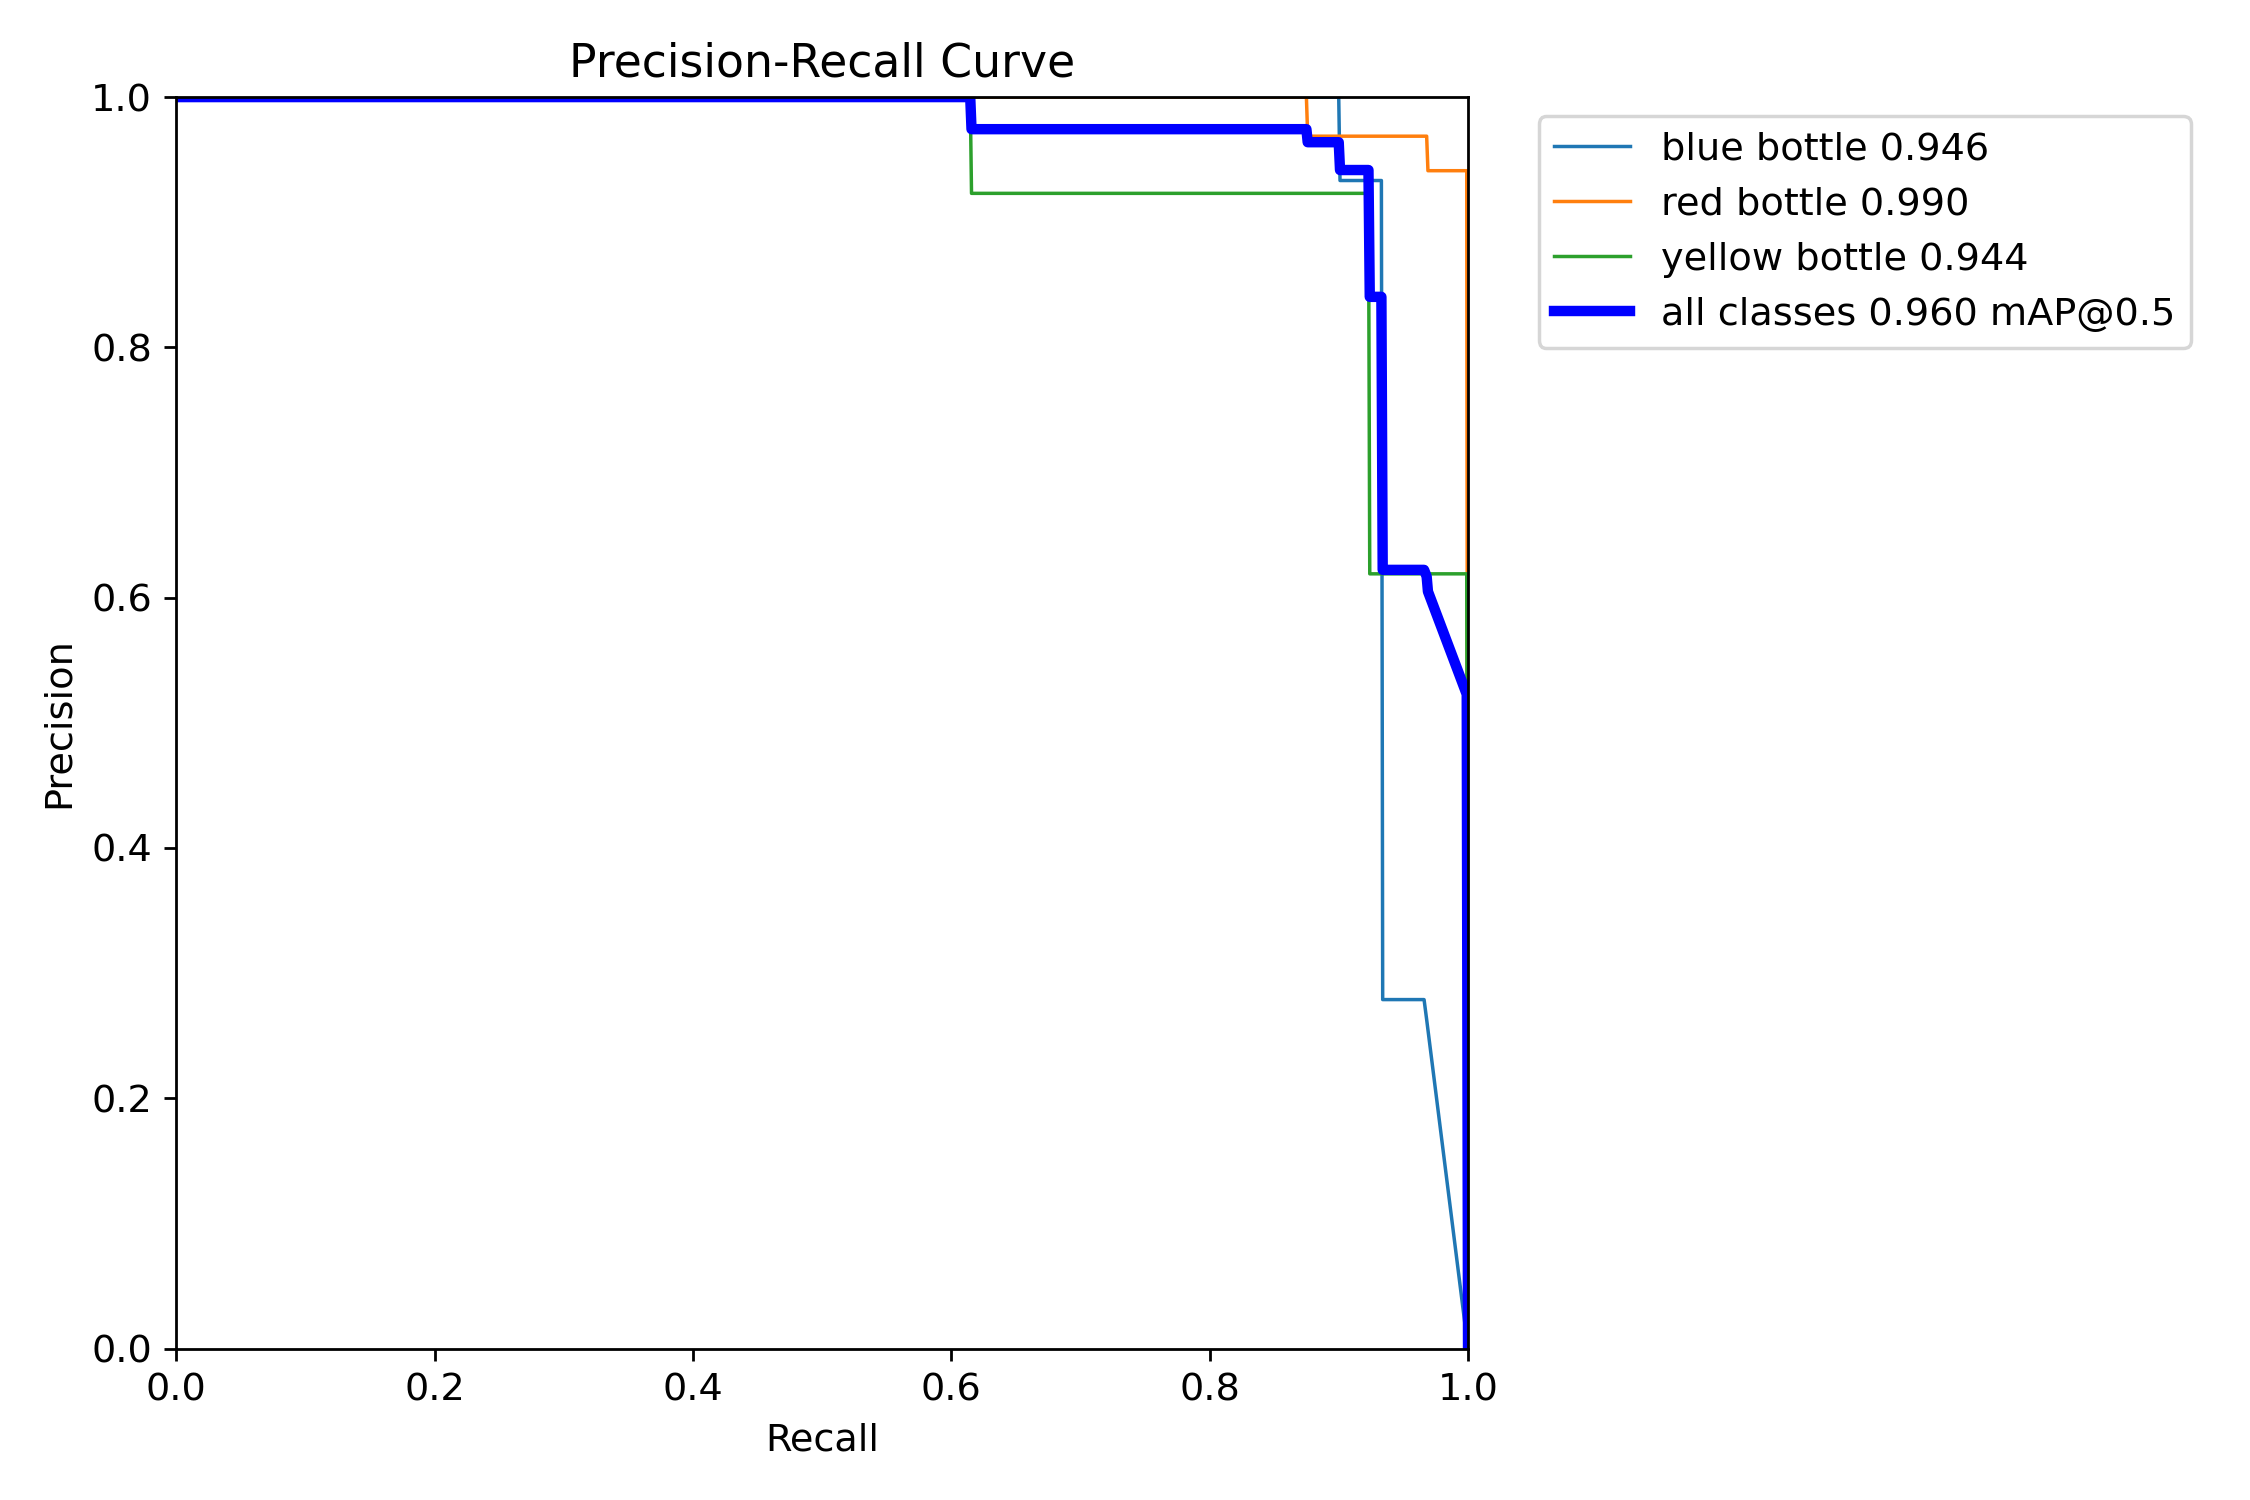 Precision-Recall Curve
1.0
0.8
0.6
0.4
0.2
0.0
Precision
0.0 0.2 0.4 0.6 0.8 1.0
Recall
blue bottle 0.946
red bottle 0.990
yellow bottle 0.944
all classes 0.960 mAP@0.5